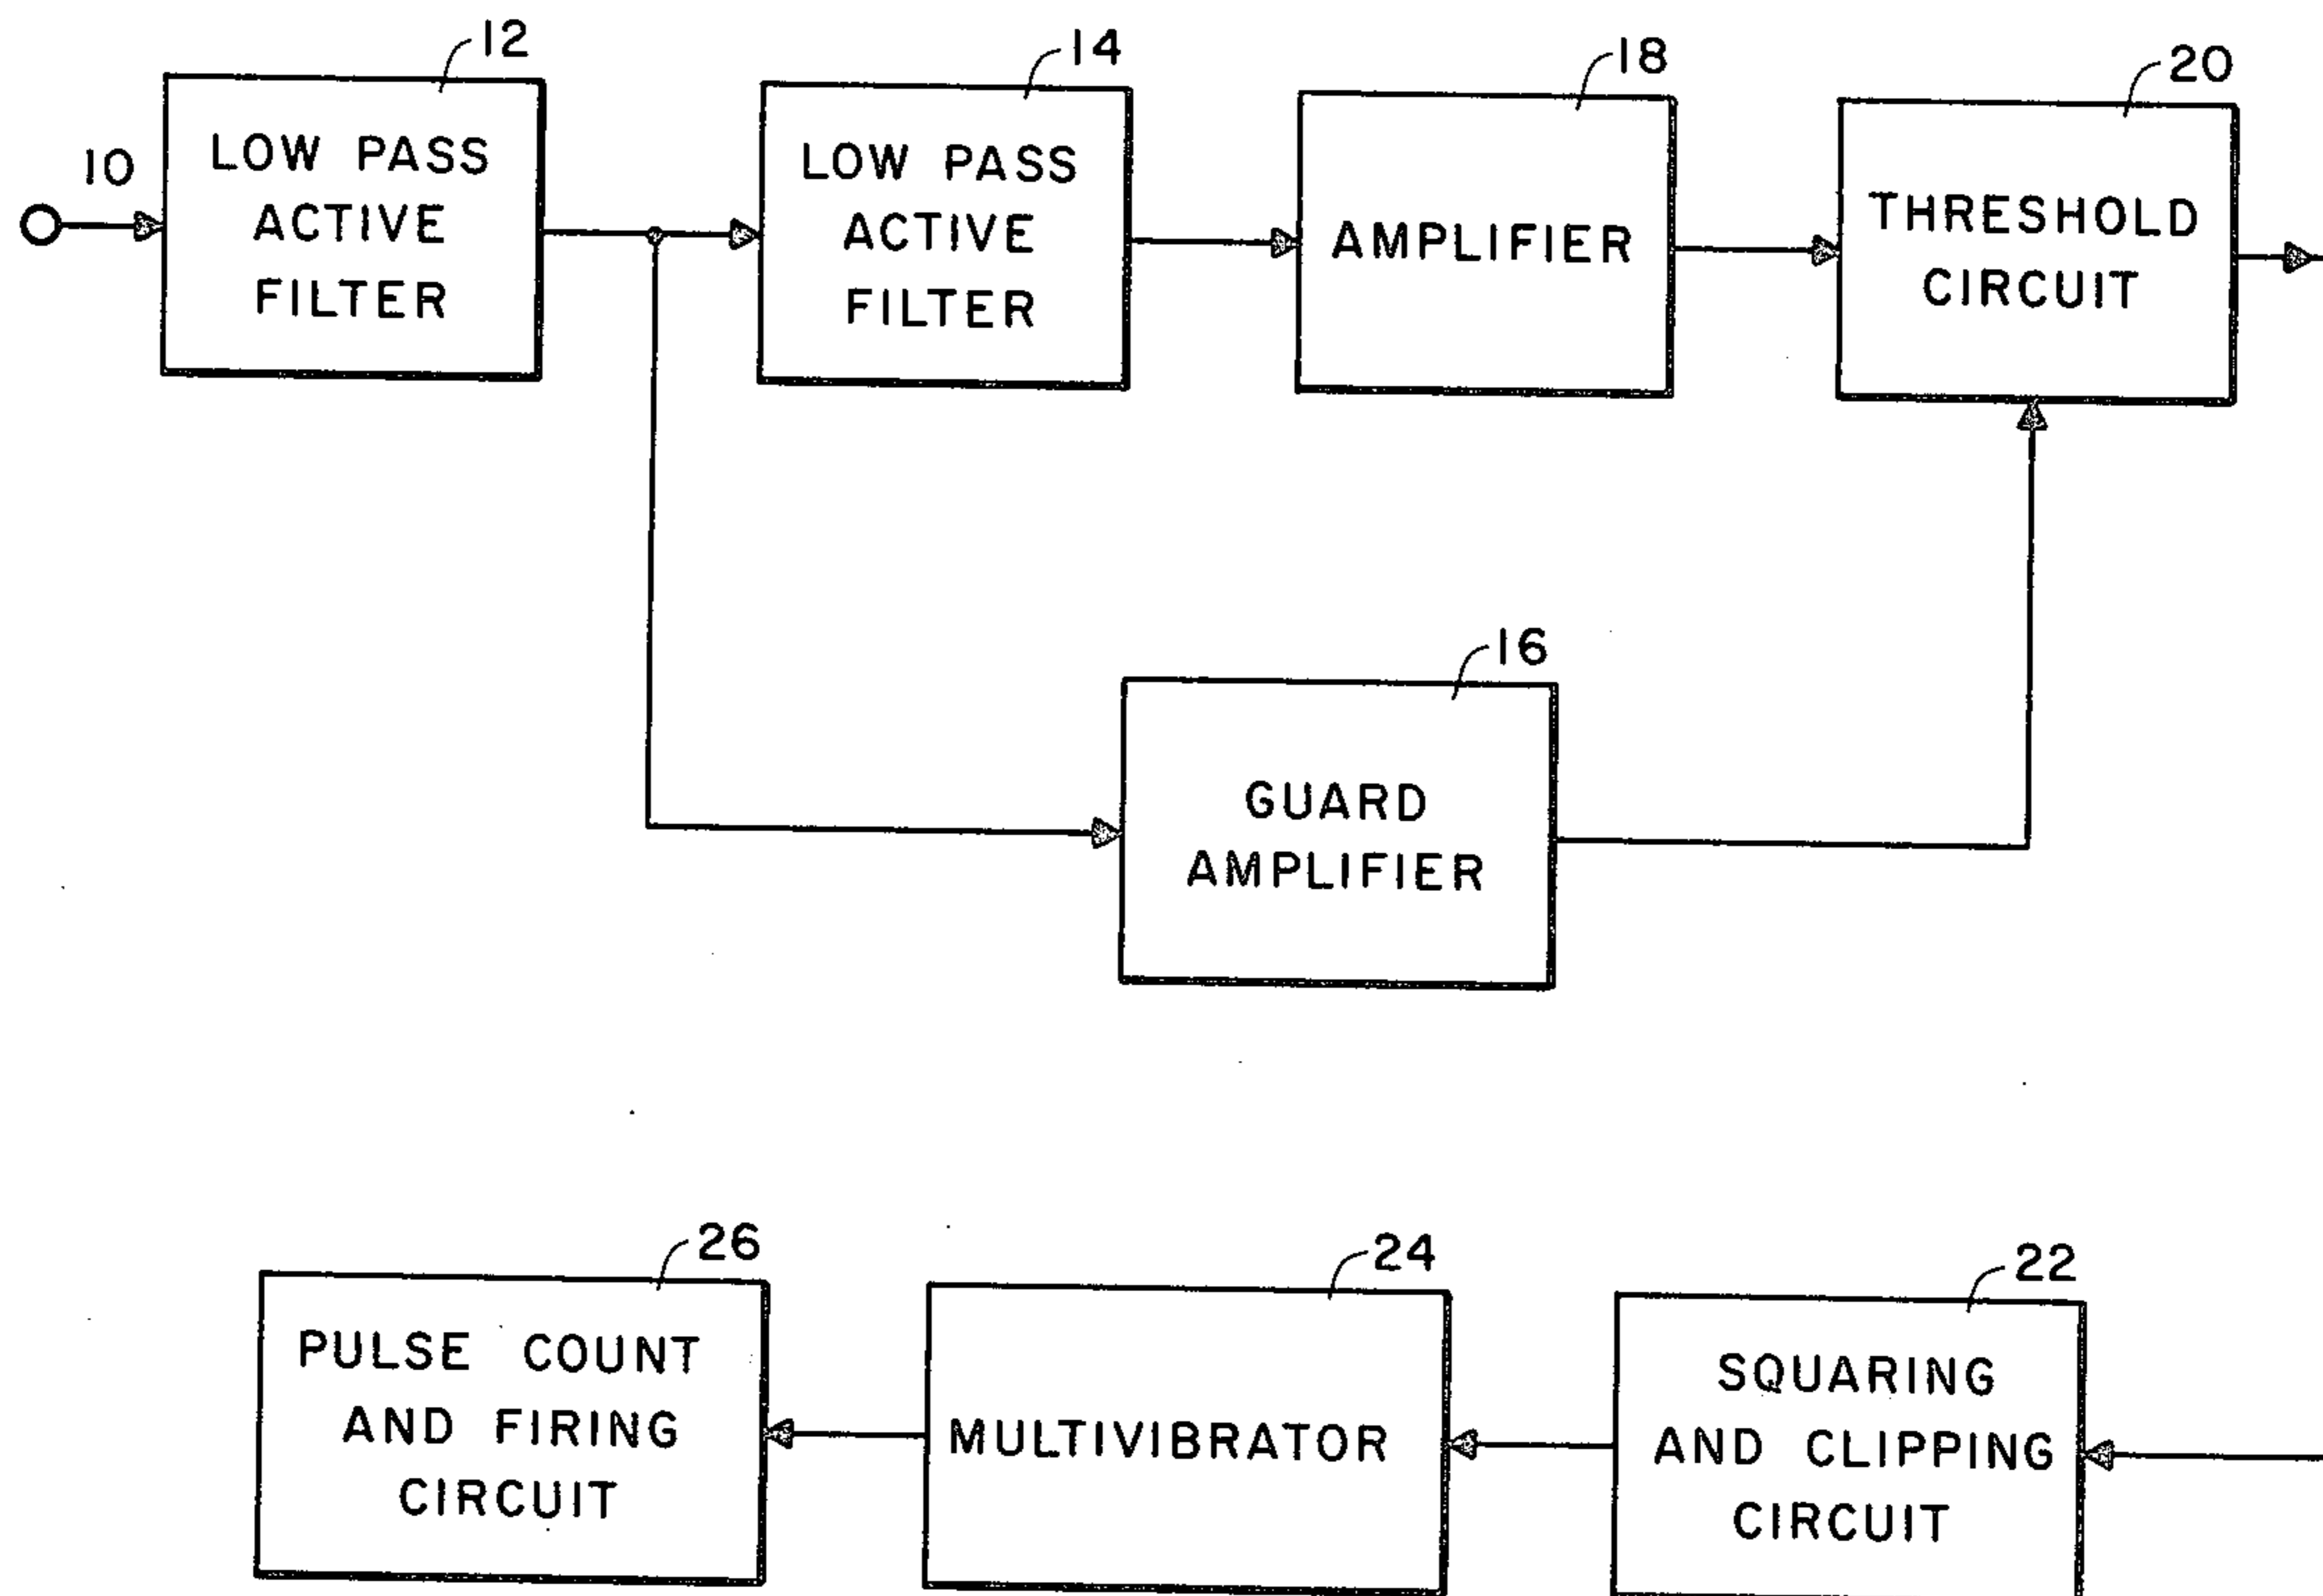 10
12
LOW PASS
ACTIVE
FILTER
14
LOW PASS
ACTIVE
FILTER
18
AMPLIFIER
20
THRESHOLD
CIRCUIT
16
GUARD
AMPLIFIER
26
PULSE COUNT
AND FIRING
CIRCUIT
24
MULTIVIBRATOR
22
SQUARING
AND CLIPPING
CIRCUIT